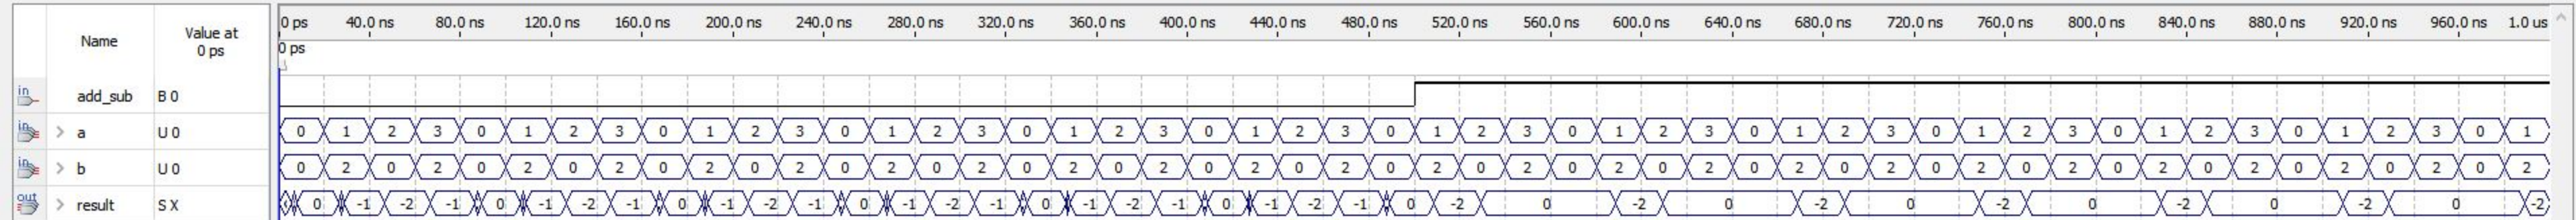 Name Value at 0 ps 0 ps 40.0 ns 80.0 ns 120.0 ns 160.0 ns 200.0 ns 240.0 ns 280.0 ns 320.0 ns 360.0 ns 400.0 ns 440.0 ns 480.0 ns 520.0 ns 560.0 ns 600.0 ns 640.0 ns 680.0 ns 720.0 ns 760.0 ns 800.0 ns 840.0 ns 880.0 ns 920.0 ns 960.0 ns 1.0 us
0 ps
in add_sub B 0
in a U 0 0 1 2 3 0 1 2 3 0 1 2 3 0 1 2 3 0 1 2 3 0 1 2 3 0 1 2 3 0 1 2 3 0 1 2 3 0 1 2 3 0 1 2 3 0 1 2 3 0 1
in b U 0 0 2 0 2 0 2 0 2 0 2 0 2 0 2 0 2 0 2 0 2 0 2 0 2 0 2 0 2 0 2 0 2 0 2 0 2 0 2 0 2 0 2 0 2 0 2 0 2 0 2
out result S X 0 -1 -2 -1 0 -1 -2 -1 0 -1 -2 -1 0 -1 -2 -1 0 -1 -2 -1 0 -1 -2 -1 0 -2 0 -2 0 -2 0 -2 0 -2 0 -2 0 -2